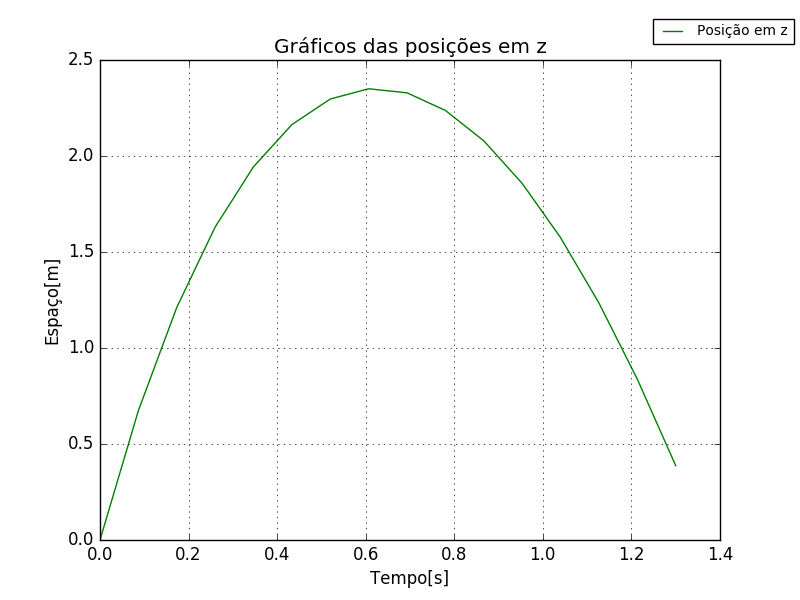 Posição em z
Gráficos das posições em z
2.5
2.0
1.5
1.0
0.5
0.0
Espaço[m]
0.0 0.2 0.4 0.6 0.8 1.0 1.2 1.4
Tempo[s]